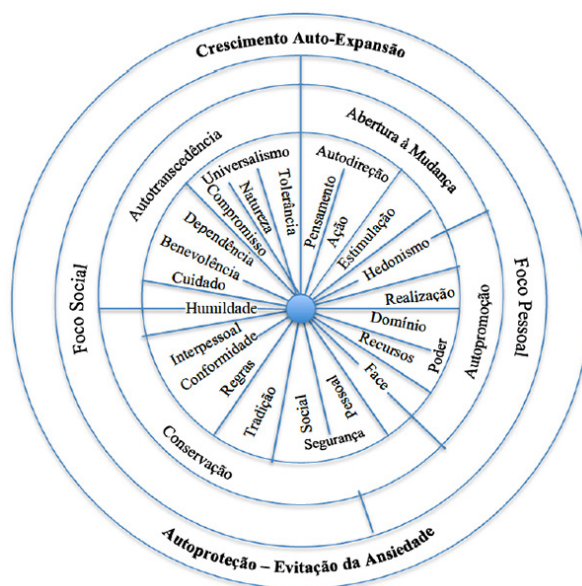 Crescimento Auto-Expansão
Autotranscedência
Abertura à Mudança
Foco Social
Foco Pessoal
Autopromoção
Conservação
Autoproteção – Evitação da Ansiedade
Universalismo
Natureza
Compromisso
Tolerância
Dependência
Benevolência
Cuidado
Humildade
Interpessoal
Conformidade
Regras
Tradição
Social
Pessoal
Segurança
Face
Recursos
Poder
Domínio
Realização
Hedonismo
Estimulação
Ação
Pensamento
Autodireção